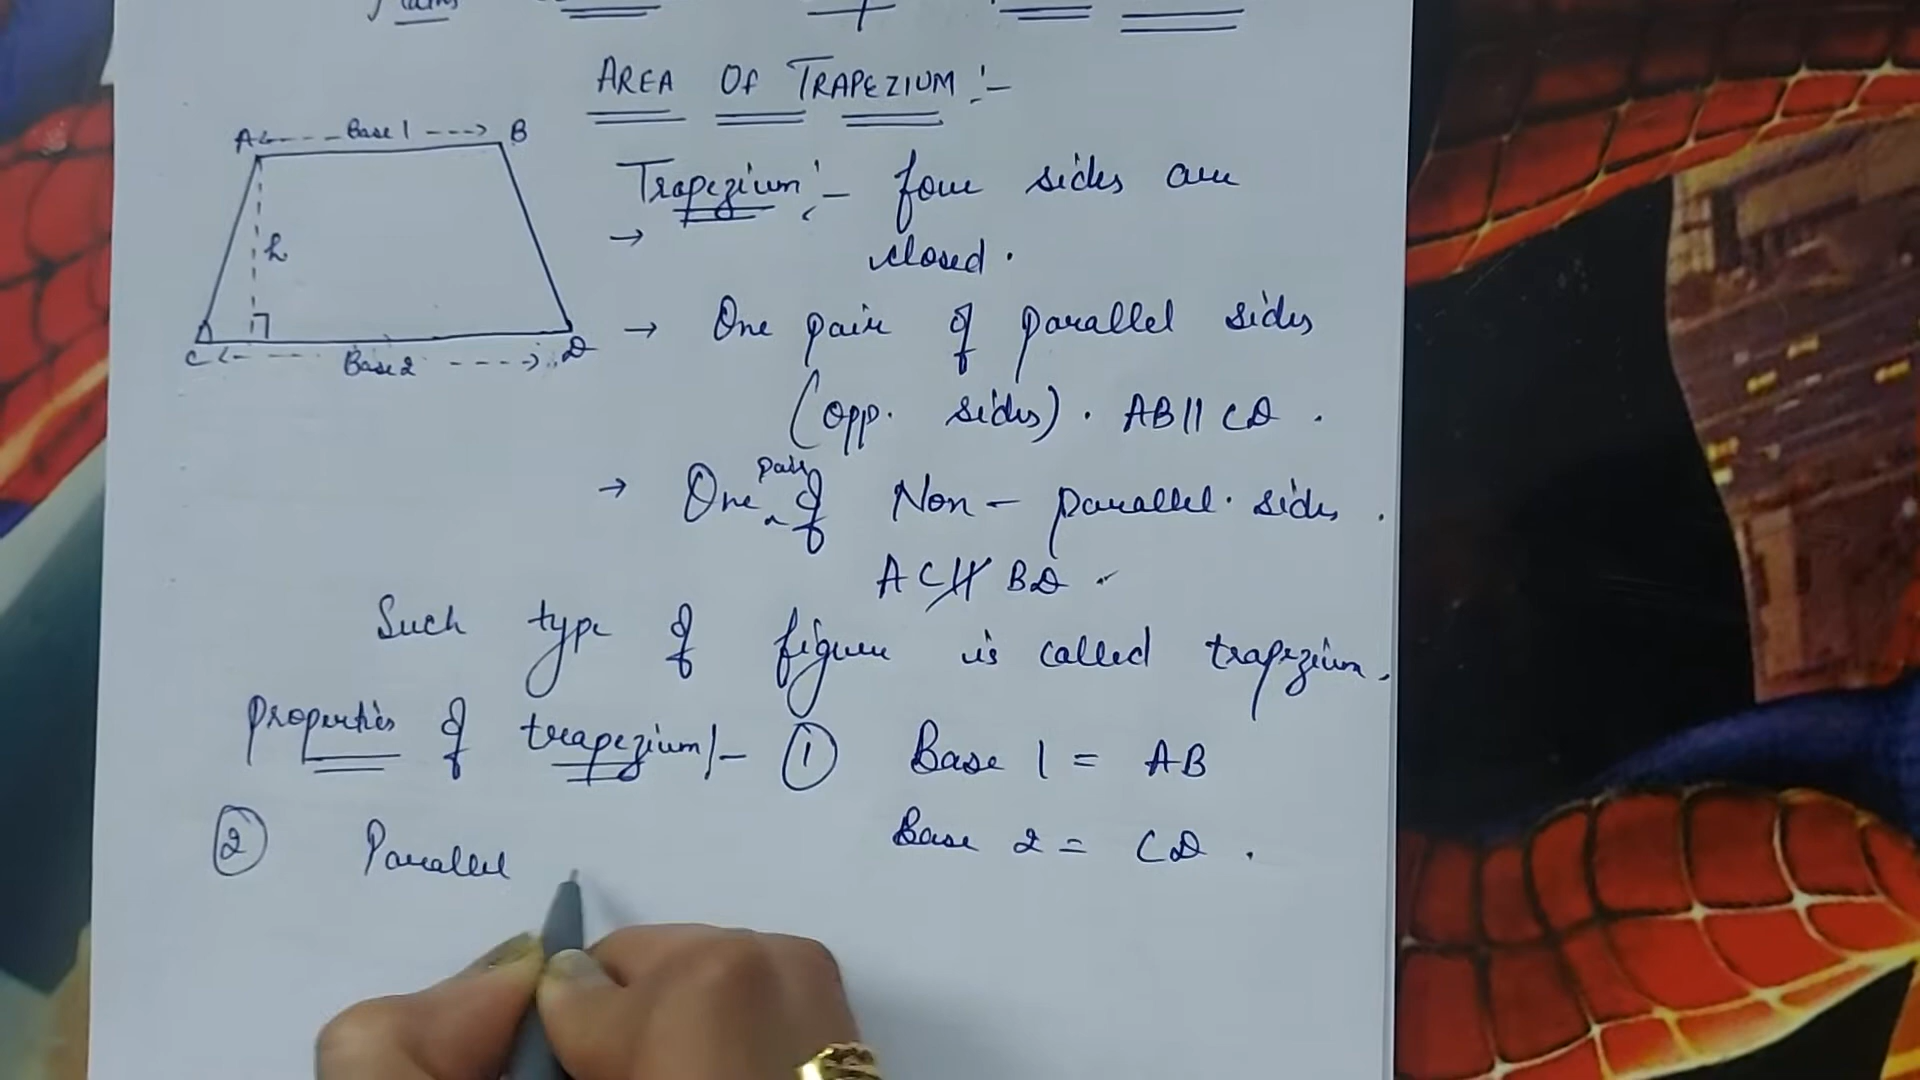 AREA OF TRAPEZIUM :-
A <--- Base 1 ---> B
h
C <--- Base 2 ---> D
Trapezium :- four sides are
→ closed.
→ One pair of parallel sides
(opp. sides). AB || CD.
→ One pair of Non-parallel sides.
AC ∦ BD.
Such type of figure is called trapezium.
Properties of trapezium :- ① Base 1 = AB
Base 2 = CD.
② Parallel